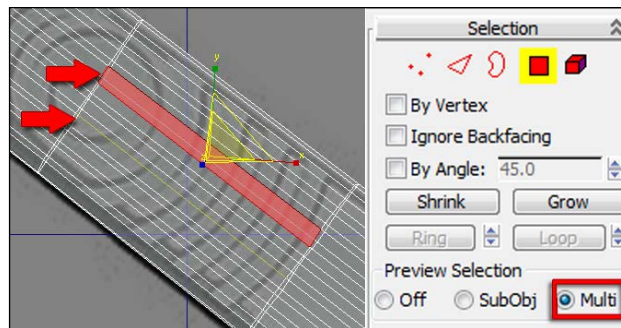 Selection
By Vertex
Ignore Backfacing
By Angle: 45.0
Shrink Grow
Ring Loop
Preview Selection
Off SubObj Multi
y
x